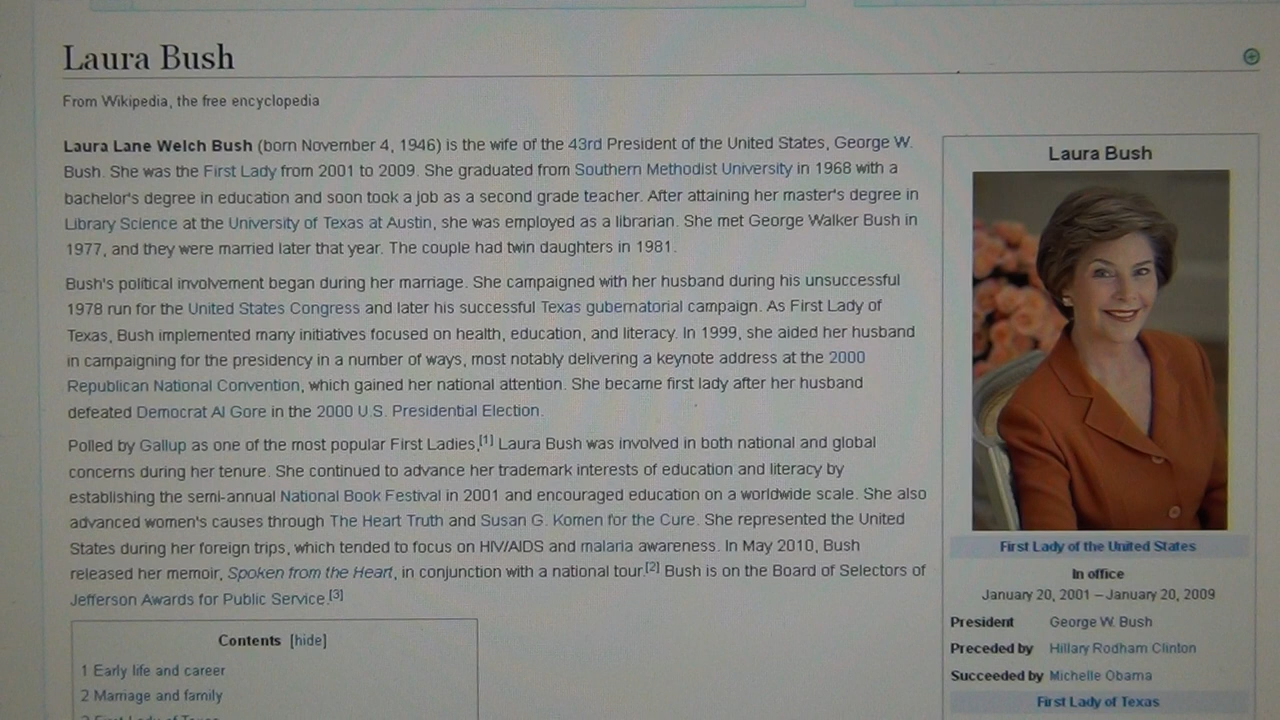 Laura Bush
From Wikipedia, the free encyclopedia
Laura Lane Welch Bush (born November 4, 1946) is the wife of the 43rd President of the United States, George W.
Bush. She was the First Lady from 2001 to 2009. She graduated from Southern Methodist University in 1968 with a
bachelor's degree in education and soon took a job as a second grade teacher. After attaining her master's degree in
Library Science at the University of Texas at Austin, she was employed as a librarian. She met George Walker Bush in
1977, and they were married later that year. The couple had twin daughters in 1981.
Bush's political involvement began during her marriage. She campaigned with her husband during his unsuccessful
1978 run for the United States Congress and later his successful Texas gubernatorial campaign. As First Lady of
Texas, Bush implemented many initiatives focused on health, education, and literacy. In 1999, she aided her husband
in campaigning for the presidency in a number of ways, most notably delivering a keynote address at the 2000
Republican National Convention, which gained her national attention. She became first lady after her husband
defeated Democrat Al Gore in the 2000 U.S. Presidential Election.
Polled by Gallup as one of the most popular First Ladies,[1] Laura Bush was involved in both national and global
concerns during her tenure. She continued to advance her trademark interests of education and literacy by
establishing the semi-annual National Book Festival in 2001 and encouraged education on a worldwide scale. She also
advanced women's causes through The Heart Truth and Susan G. Komen for the Cure. She represented the United
States during her foreign trips, which tended to focus on HIV/AIDS and malaria awareness. In May 2010, Bush
released her memoir, Spoken from the Heart, in conjunction with a national tour.[2] Bush is on the Board of Selectors of
Jefferson Awards for Public Service.[3]
Contents [hide]
1 Early life and career
2 Marriage and family
Laura Bush
First Lady of the United States
In office
January 20, 2001 – January 20, 2009
President George W. Bush
Preceded by Hillary Rodham Clinton
Succeeded by Michelle Obama
First Lady of Texas